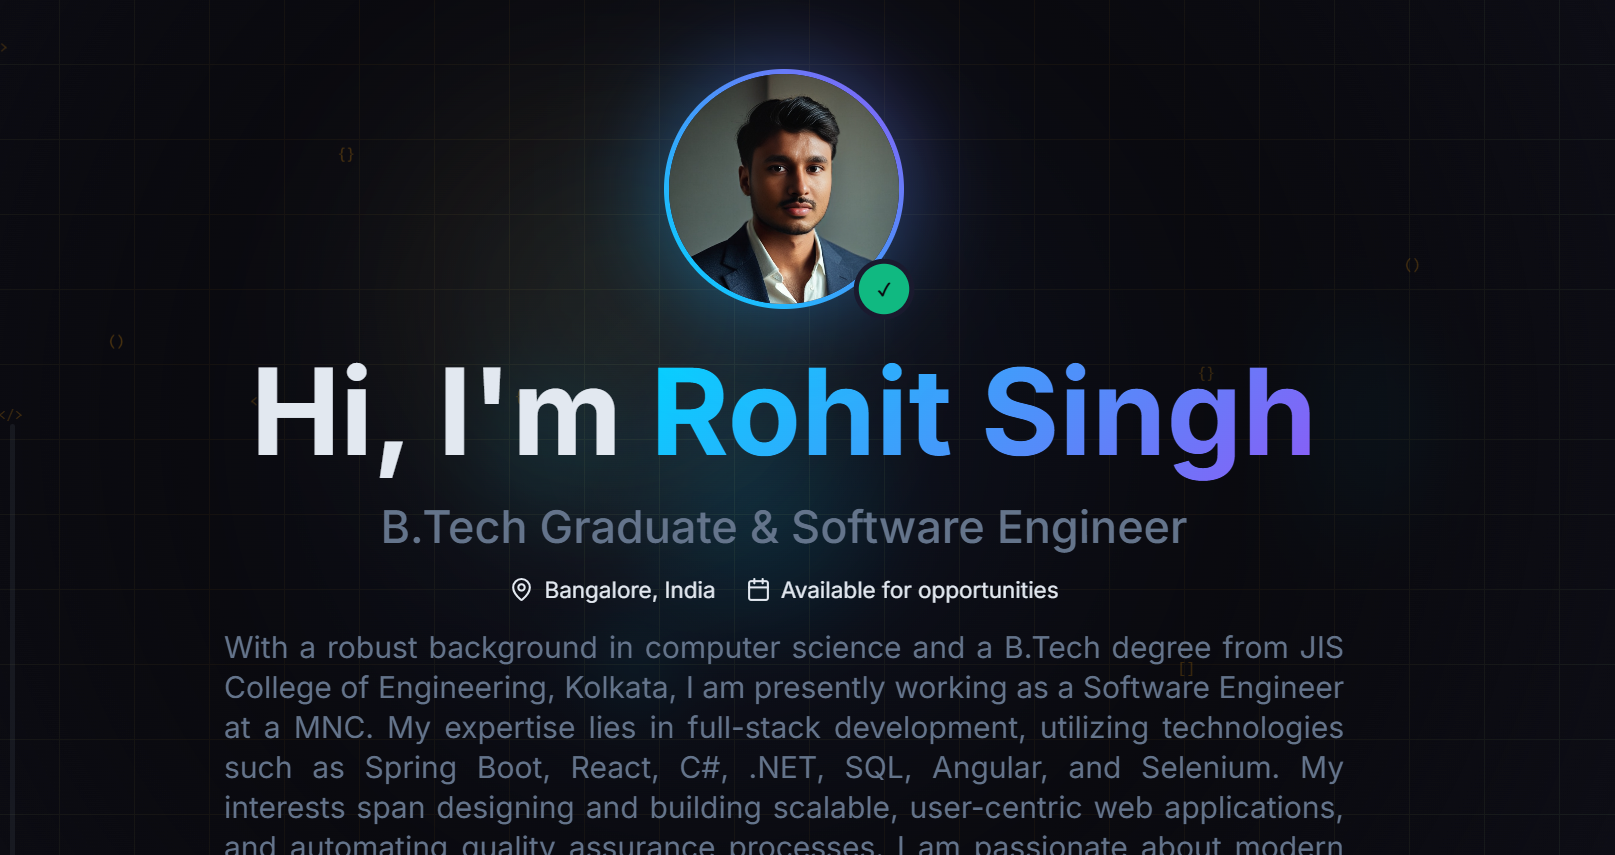 >
{}
()
()
{}
</>
<
Hi, I'm Rohit Singh
B.Tech Graduate & Software Engineer
Bangalore, India Available for opportunities
With a robust background in computer science and a B.Tech degree from JIS
[]
College of Engineering, Kolkata, I am presently working as a Software Engineer
at a MNC. My expertise lies in full-stack development, utilizing technologies
such as Spring Boot, React, C#, .NET, SQL, Angular, and Selenium. My
interests span designing and building scalable, user-centric web applications,
and automating quality assurance processes. I am passionate about modern